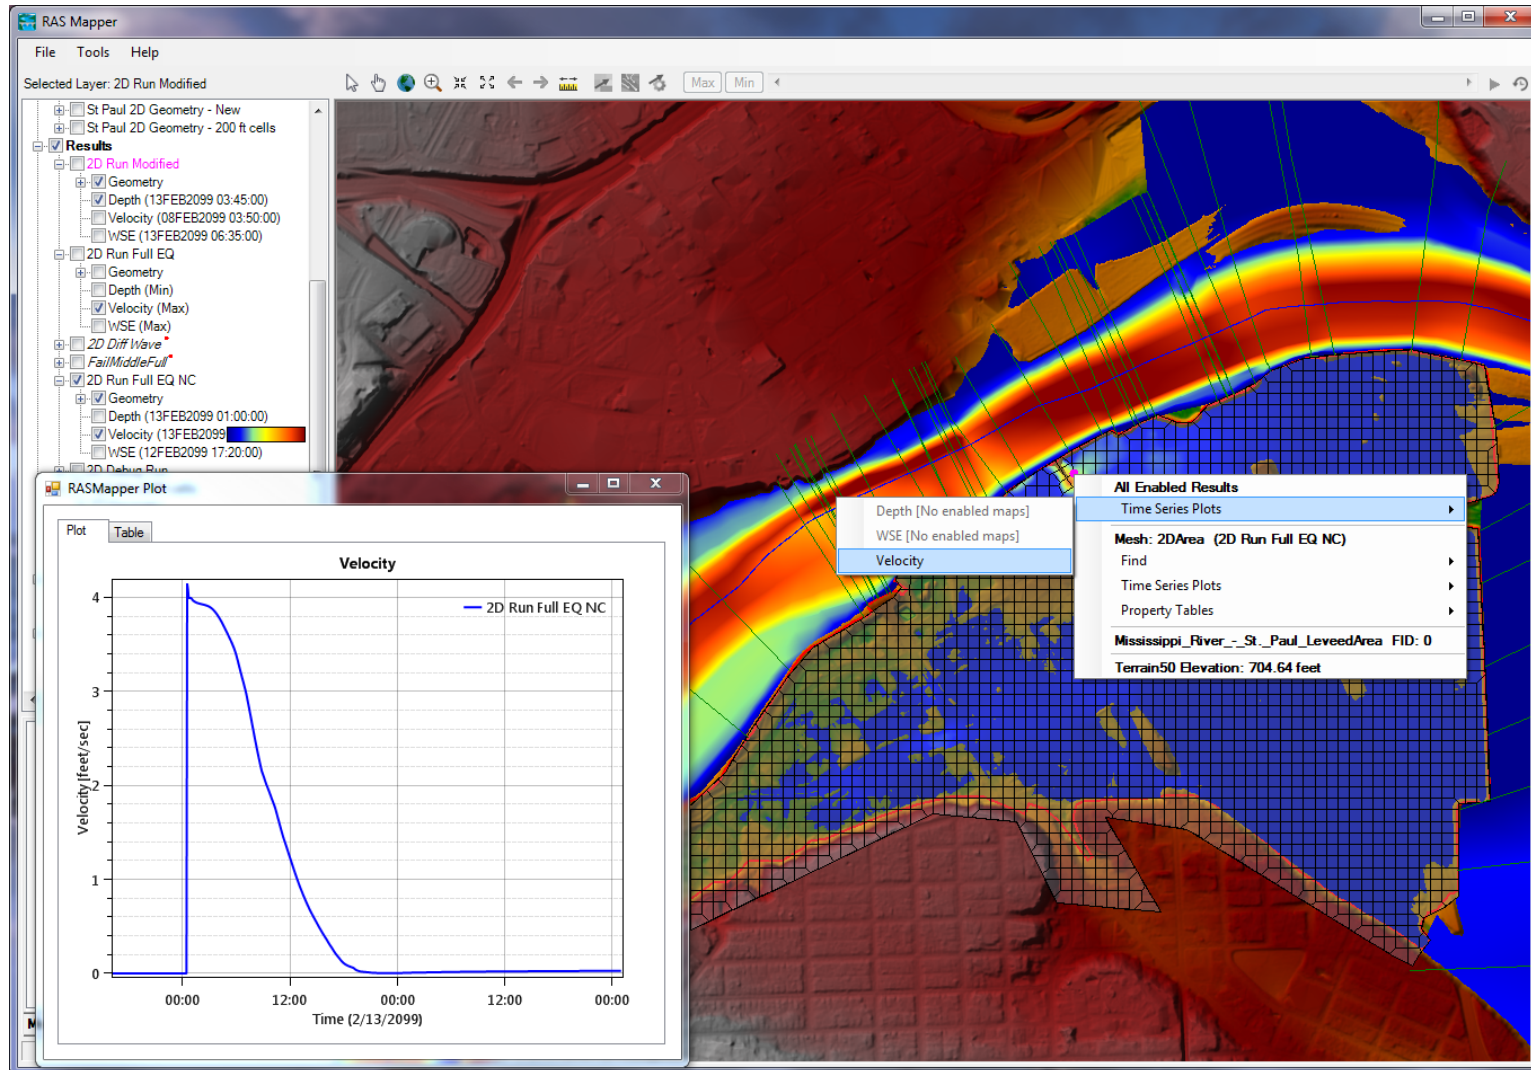 RAS Mapper
File Tools Help
Selected Layer: 2D Run Modified
Max Min
St Paul 2D Geometry - New
St Paul 2D Geometry - 200 ft cells
Results
2D Run Modified
Geometry
Depth (13FEB2099 03:45:00)
Velocity (08FEB2099 03:50:00)
WSE (13FEB2099 06:35:00)
2D Run Full EQ
Geometry
Depth (Min)
Velocity (Max)
WSE (Max)
2D Diff Wave
FailMiddleFull
2D Run Full EQ NC
Geometry
Depth (13FEB2099 01:00:00)
Velocity (13FEB2099
WSE (12FEB2099 17:20:00)
2D Debug Run
RASMapper Plot
Plot Table
Velocity
2D Run Full EQ NC
Velocity [feet/sec]
4
3
2
1
0
00:00 12:00 00:00 12:00 00:00
Time (2/13/2099)
Depth [No enabled maps]
WSE [No enabled maps]
Velocity
All Enabled Results
Time Series Plots
Mesh: 2DArea (2D Run Full EQ NC)
Find
Time Series Plots
Property Tables
Mississippi_River_-_St._Paul_LeveedArea FID: 0
Terrain50 Elevation: 704.64 feet